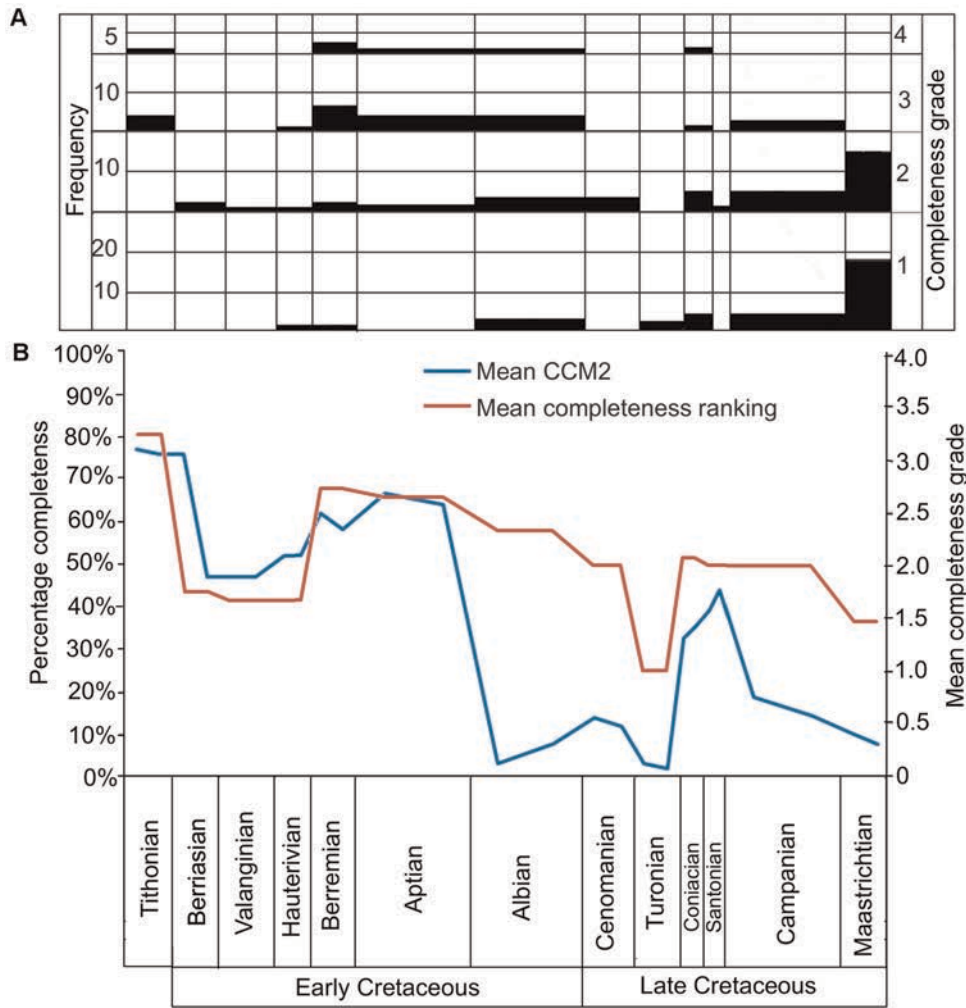 A
Frequency
5
10
10
20
10
4
3
2
1
Completeness grade
B
Percentage completenss
100%
90%
80%
70%
60%
50%
40%
30%
20%
10%
0%
Mean CCM2
Mean completeness ranking
4.0
3.5
3.0
2.5
2.0
1.5
1.0
0.5
0
Mean completeness grade
Tithonian
Berriasian
Valanginian
Hauterivian
Berremian
Aptian
Albian
Cenomanian
Turonian
Coniacian
Santonian
Campanian
Maastrichtian
Early Cretaceous
Late Cretaceous